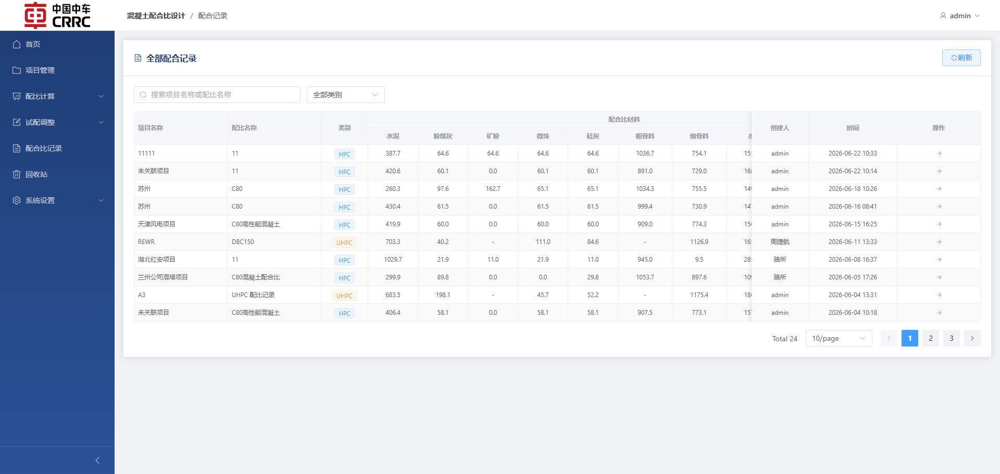 中国中车
CRRC
混凝土配合比设计 / 配合记录
admin
首页
项目管理
配比计算
试配调整
配合比记录
回收站
系统设置
全部配合记录
刷新
搜索项目名称或配比名称
全部类别
项目名称 配比名称 类别 配合比材料 创建人 时间 操作
水泥 粉煤灰 矿粉 微珠 硅灰 粗骨料 细骨料
11111 11 HPC 387.7 64.6 64.6 64.6 64.6 1036.7 754.1 admin 2026-06-22 10:33
未关联项目 11 HPC 420.6 60.1 0.0 60.1 60.1 891.0 729.0 admin 2026-06-22 10:14
苏州 C80 HPC 260.3 97.6 162.7 65.1 65.1 1034.3 755.5 admin 2026-06-18 10:26
苏州 C80 HPC 430.4 61.5 0.0 61.5 61.5 999.4 730.9 admin 2026-06-16 08:41
天津风电项目 C80高性能混凝土 HPC 419.9 60.0 0.0 60.0 60.0 909.0 774.3 admin 2026-06-15 16:25
REWR DBC150 UHPC 703.3 40.2 - 111.0 84.6 - 1126.9 周捷航 2026-06-11 13:33
湖北红安项目 11 HPC 1029.7 21.9 11.0 21.9 11.0 945.0 9.5 骆所 2026-06-08 16:37
兰州公司混塔项目 C80混凝土配合比 HPC 299.9 89.8 0.0 0.0 29.8 1053.7 897.6 骆所 2026-06-05 17:26
A3 UHPC 配比记录 UHPC 683.5 198.1 - 45.7 52.2 - 1175.4 admin 2026-06-04 13:31
未关联项目 C80高性能混凝土 HPC 406.4 58.1 0.0 58.1 58.1 907.5 773.1 admin 2026-06-04 10:18
Total 24 10/page 1 2 3